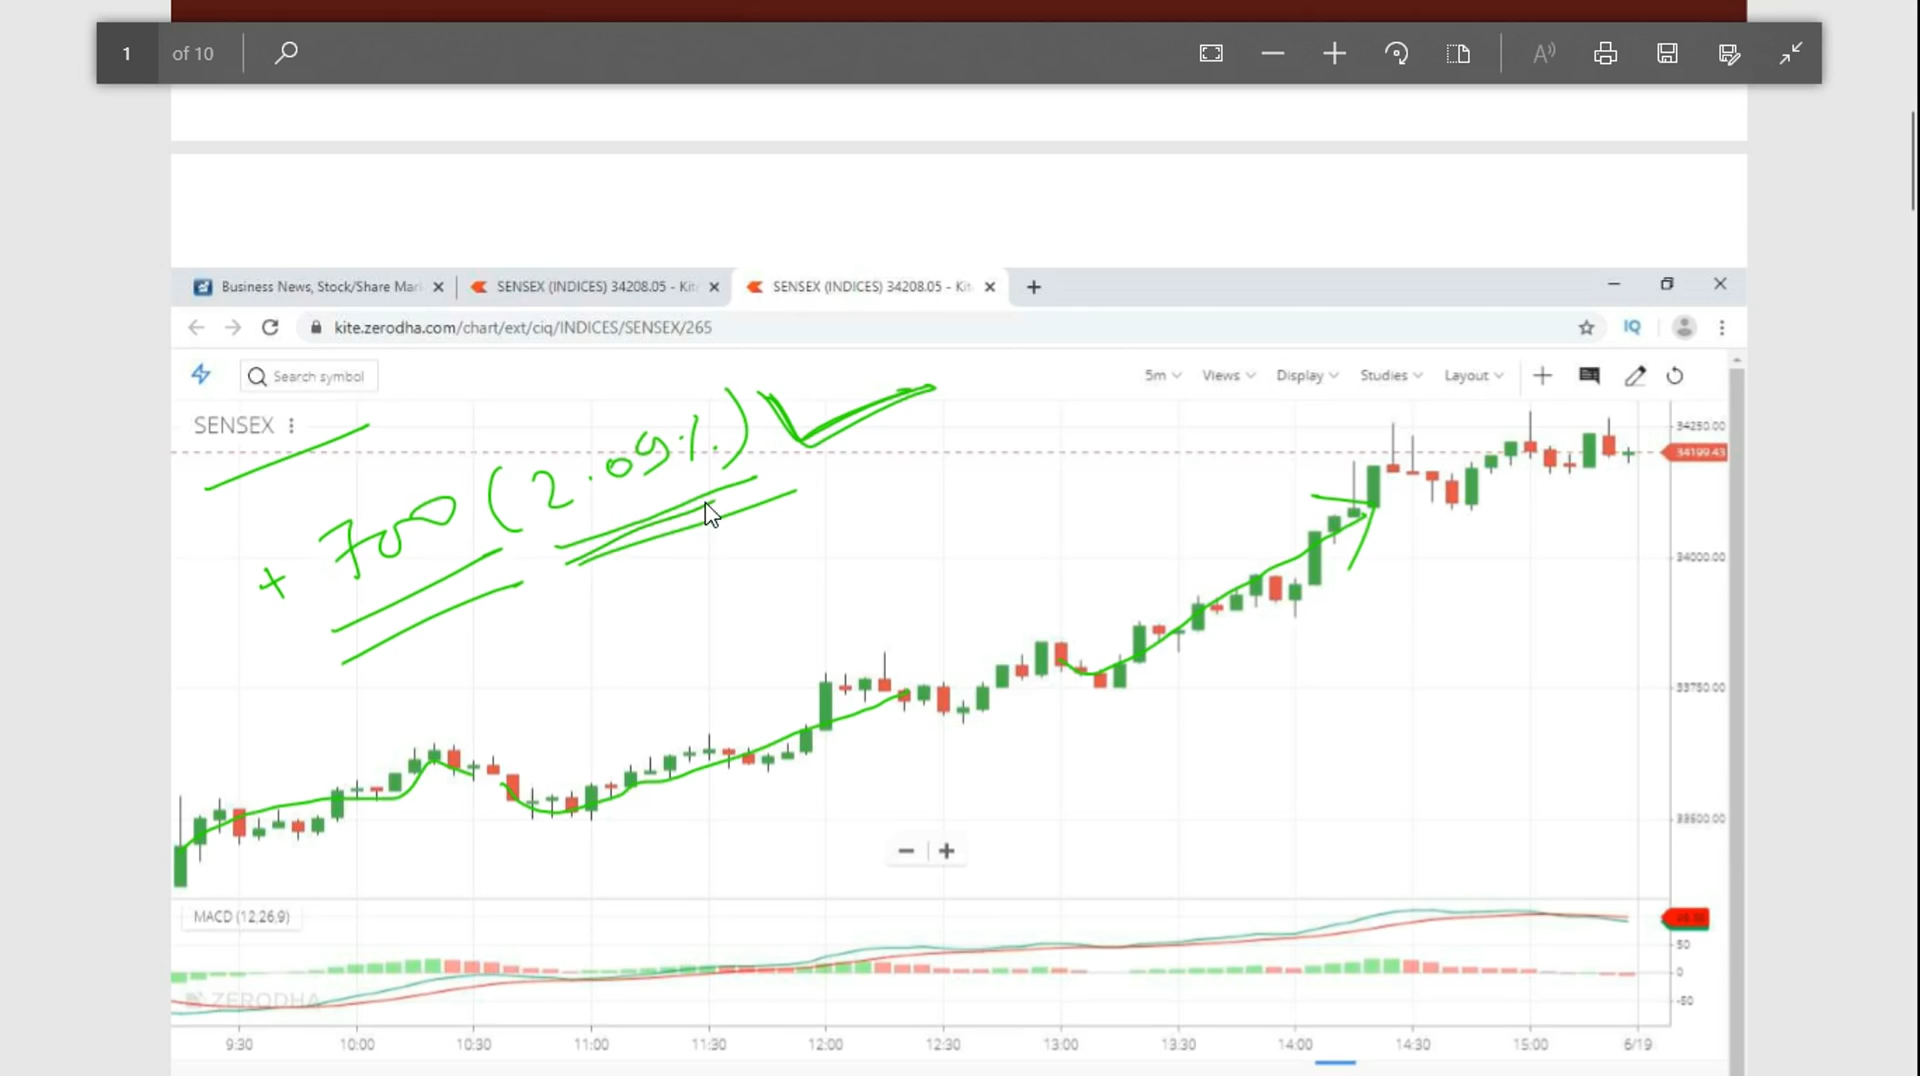 1 of 10
Business News, Stock/Share Mar
SENSEX (INDICES) 34208.05 - Kit
SENSEX (INDICES) 34208.05 - Kit
kite.zerodha.com/chart/ext/ciq/INDICES/SENSEX/265
IQ
Search symbol
5m Views Display Studies Layout
SENSEX
+ 700 (2.09%.)
34250.00
34199.43
34000.00
33750.00
33500.00
MACD (12,26,9)
50
0
-50
ZERODHA
9:30 10:00 10:30 11:00 11:30 12:00 12:30 13:00 13:30 14:00 14:30 15:00 6/19